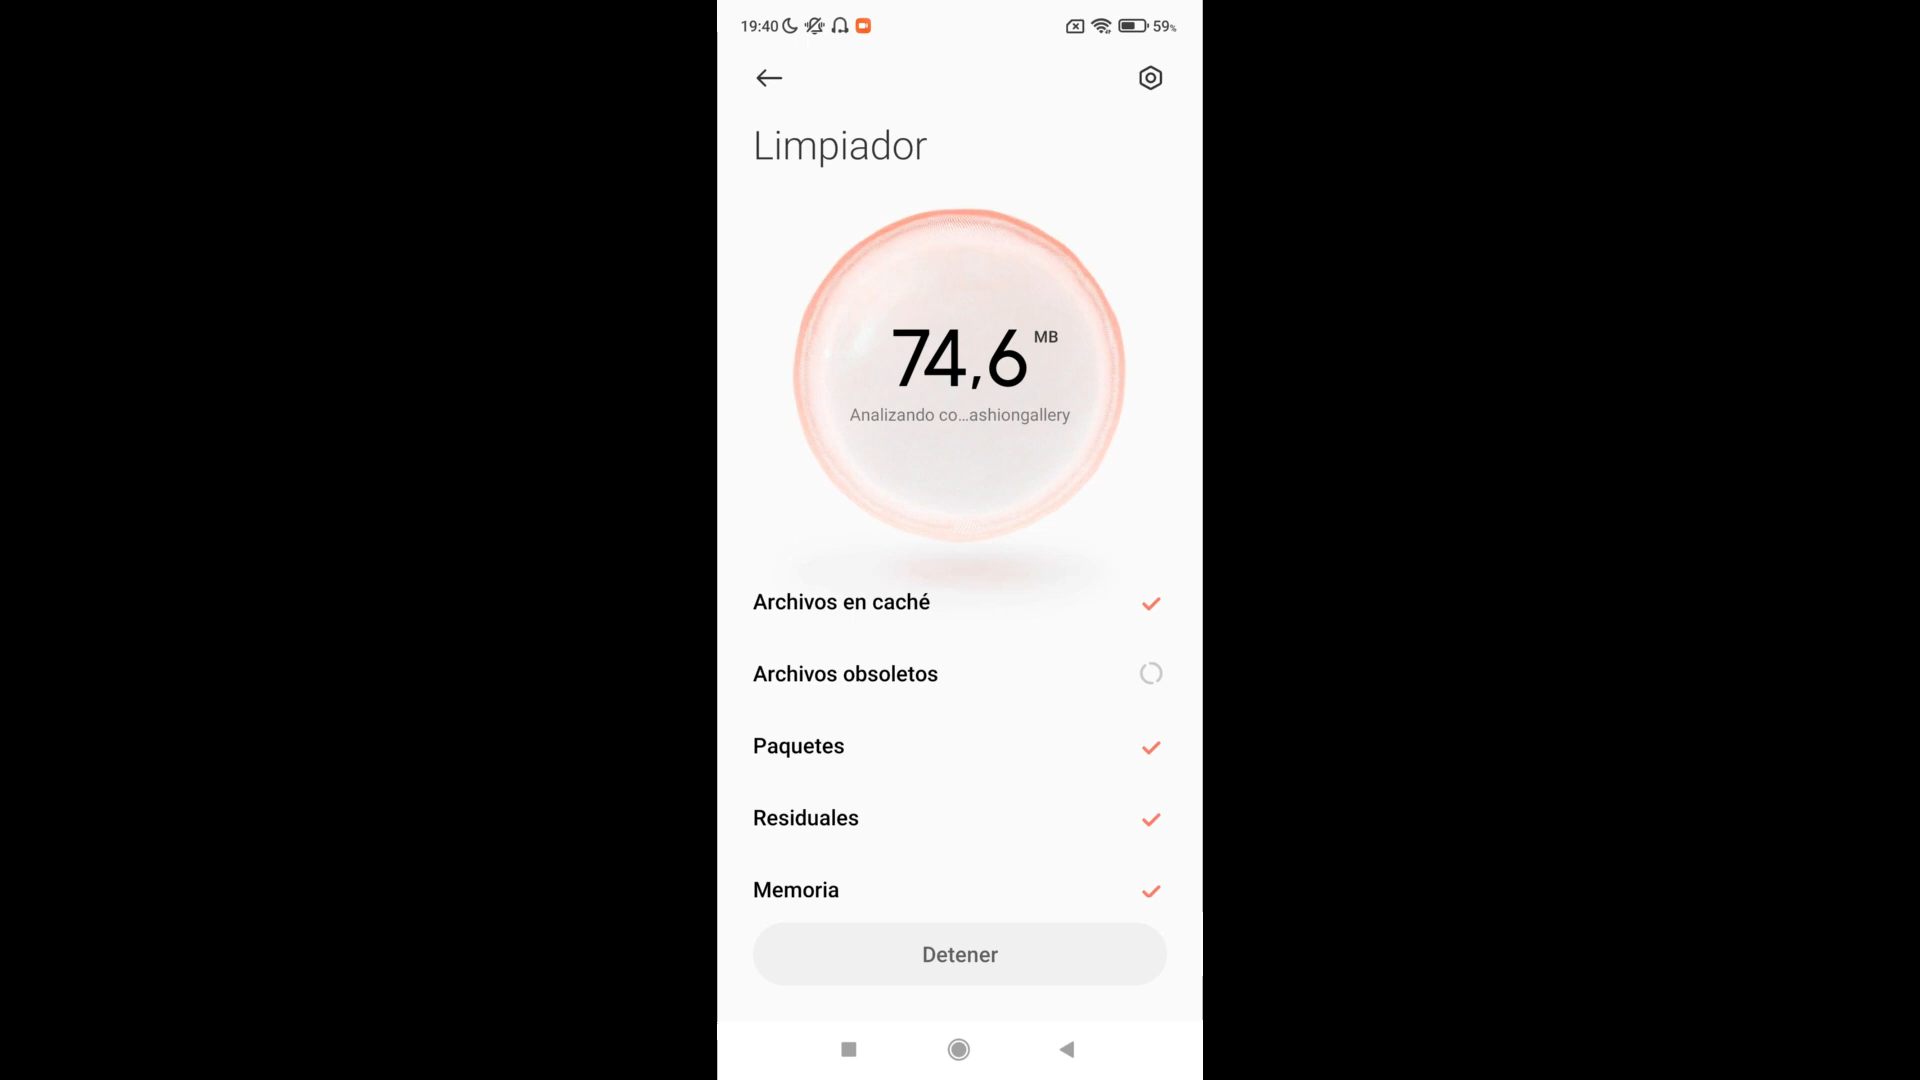 19:40
59%
Limpiador
74,6 MB
Analizando co...ashiongallery
Archivos en caché
Archivos obsoletos
Paquetes
Residuales
Memoria
Detener